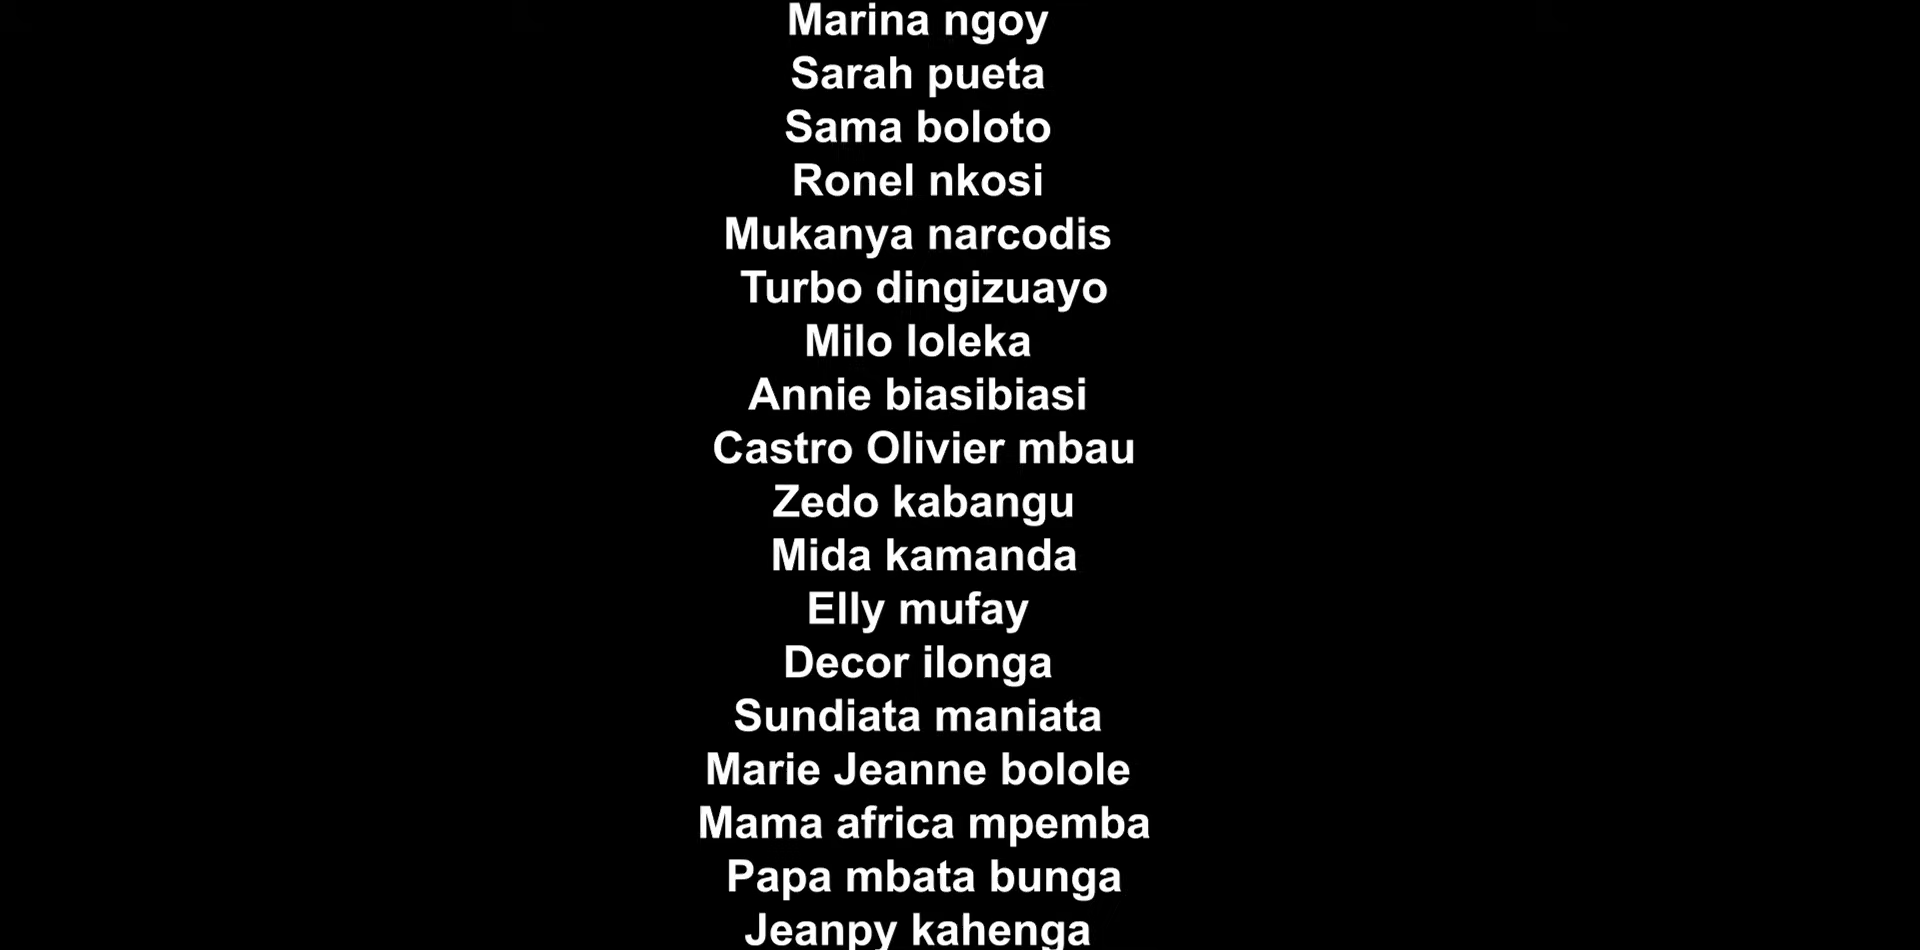 Marina ngoy
Sarah pueta
Sama boloto
Ronel nkosi
Mukanya narcodis
Turbo dingizuayo
Milo loleka
Annie biasibiasi
Castro Olivier mbau
Zedo kabangu
Mida kamanda
Elly mufay
Decor ilonga
Sundiata maniata
Marie Jeanne bolole
Mama africa mpemba
Papa mbata bunga
Jeanpy kahenga